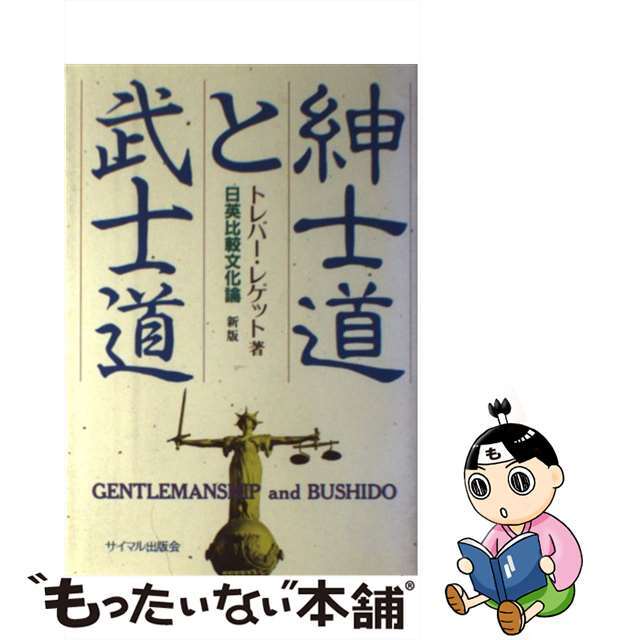 紳士道
と
武士道
トレバー・レゲット著
日英比較文化論 新版
GENTLEMANSHIP and BUSHIDO
サイマル出版会
も
“もったいない”本舗®